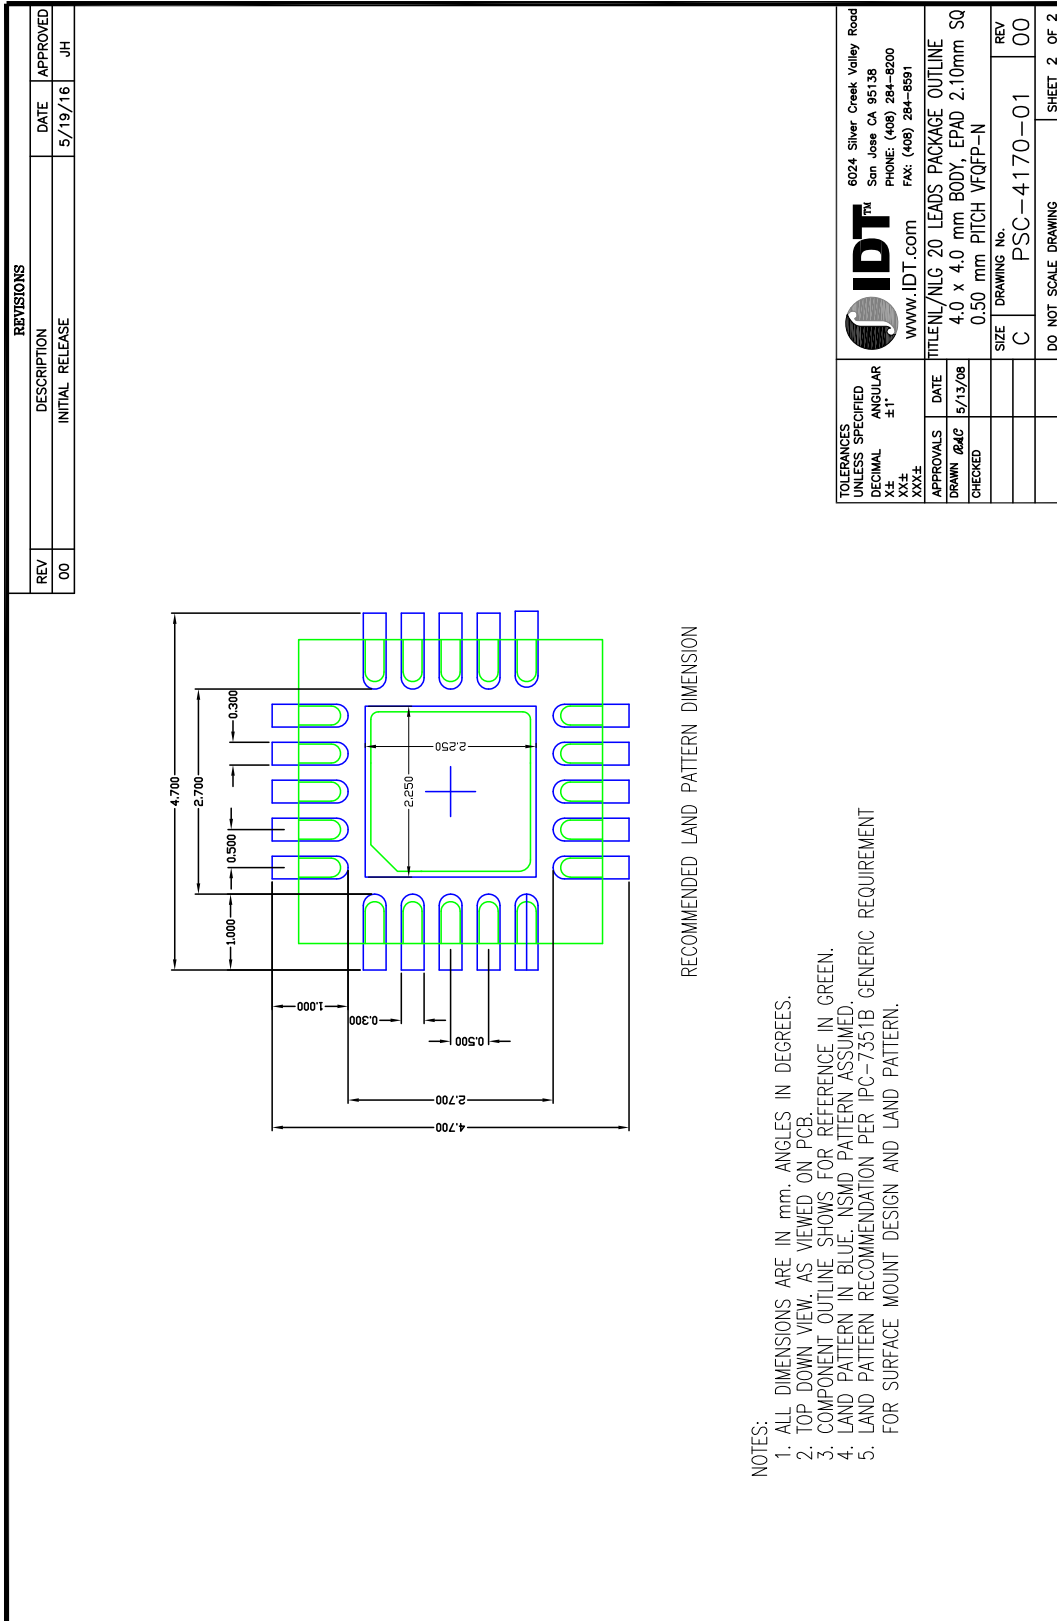 REVISIONS
REV DESCRIPTION DATE APPROVED
00 INITIAL RELEASE 5/19/16 JH
4.700
2.700
1.000 0.500 0.300
1.000
0.300
0.500
2.700
4.700
2.250
2.250
RECOMMENDED LAND PATTERN DIMENSION
NOTES:
1. ALL DIMENSIONS ARE IN mm. ANGLES IN DEGREES.
2. TOP DOWN VIEW. AS VIEWED ON PCB.
3. COMPONENT OUTLINE SHOWS FOR REFERENCE IN GREEN.
4. LAND PATTERN IN BLUE. NSMD PATTERN ASSUMED.
5. LAND PATTERN RECOMMENDATION PER IPC-7351B GENERIC REQUIREMENT
FOR SURFACE MOUNT DESIGN AND LAND PATTERN.
TOLERANCES
UNLESS SPECIFIED
DECIMAL ANGULAR
X± ±1°
XX±
XXX±
APPROVALS DATE
DRAWN RAC 5/13/08
CHECKED
IDT™
www.IDT.com
6024 Silver Creek Valley Road
San Jose CA 95138
PHONE: (408) 284-8200
FAX: (408) 284-8591
TITLE NL/NLG 20 LEADS PACKAGE OUTLINE
4.0 x 4.0 mm BODY, EPAD 2.10mm SQ
0.50 mm PITCH VFQFP-N
SIZE DRAWING No. REV
C PSC-4170-01 00
DO NOT SCALE DRAWING SHEET 2 OF 2